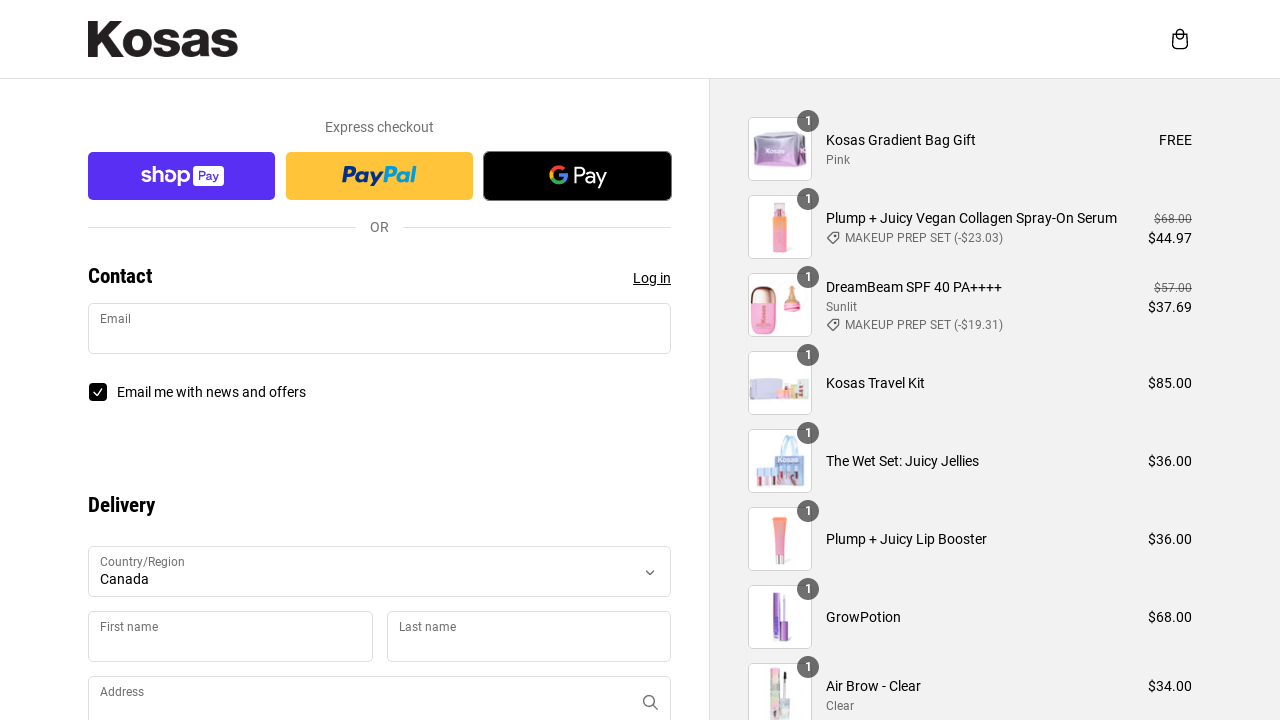 Kosas
Express checkout
shop Pay
PayPal
G Pay
OR
Contact
Log in
Email
Email me with news and offers
Delivery
Country/Region
Canada
First name
Last name
Address
1
Kosas Gradient Bag Gift
Pink
FREE
1
Plump + Juicy Vegan Collagen Spray-On Serum
MAKEUP PREP SET (-$23.03)
$68.00
$44.97
1
DreamBeam SPF 40 PA++++
Sunlit
MAKEUP PREP SET (-$19.31)
$57.00
$37.69
1
Kosas Travel Kit
$85.00
1
The Wet Set: Juicy Jellies
$36.00
1
Plump + Juicy Lip Booster
$36.00
1
GrowPotion
$68.00
1
Air Brow - Clear
Clear
$34.00